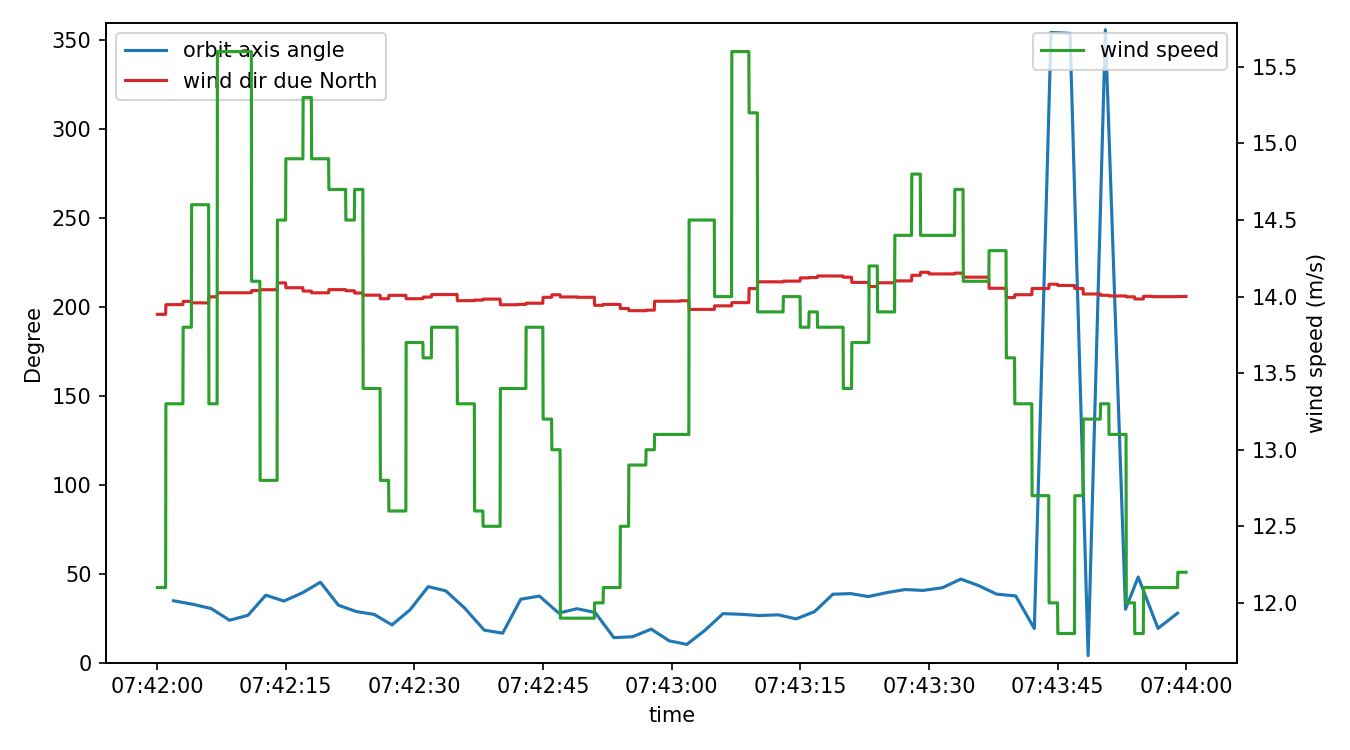 orbit axis angle
wind dir due North
wind speed
350
300
250
200
150
100
50
0
Degree
15.5
15.0
14.5
14.0
13.5
13.0
12.5
12.0
wind speed (m/s)
07:42:00 07:42:15 07:42:30 07:42:45 07:43:00 07:43:15 07:43:30 07:43:45 07:44:00
time